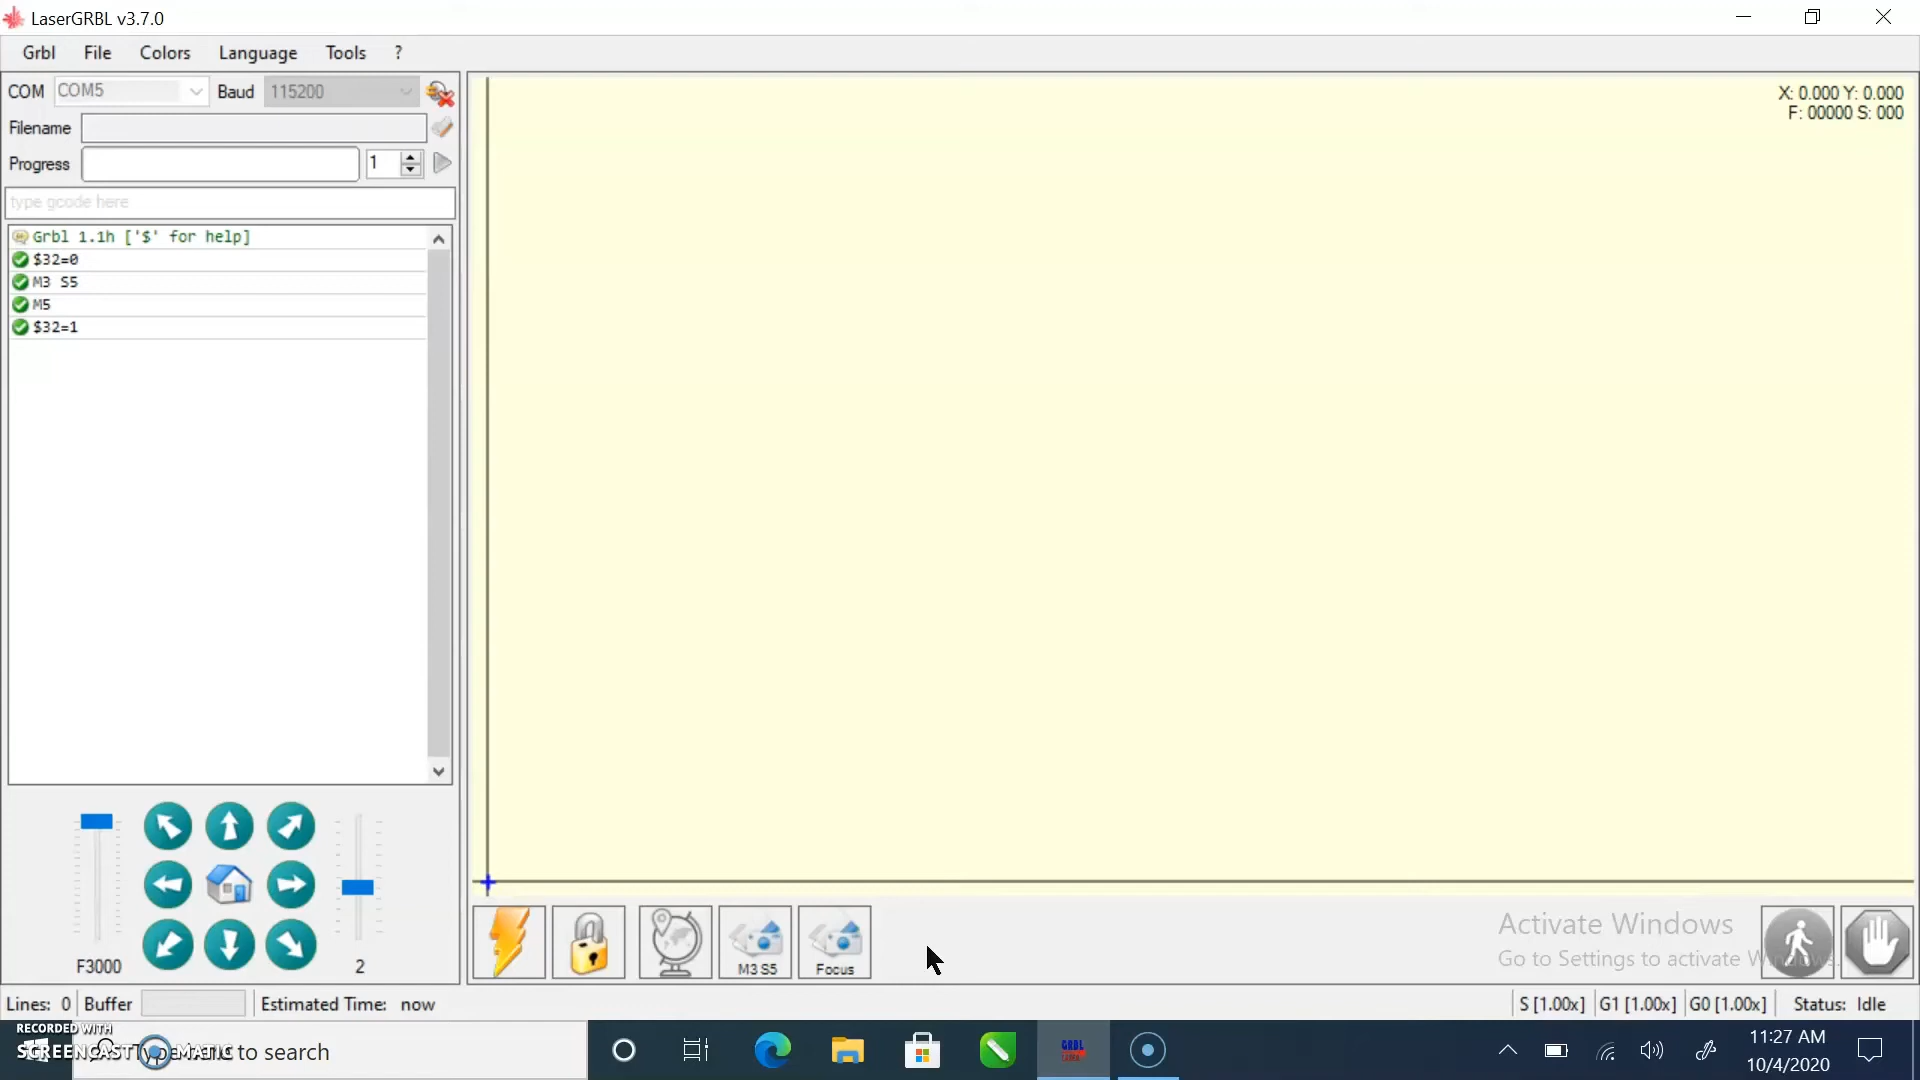 LaserGRBL v3.7.0
Grbl File Colors Language Tools ?
COM COM5 Baud 115200
Filename
Progress 1
type gcode here
Grbl 1.1h ['$' for help]
$32=0
M3 S5
M5
$32=1
X: 0.000 Y: 0.000
F: 00000 S: 000
F3000
2
M3 S5
Focus
Activate Windows
Go to Settings to activate
Lines: 0 Buffer Estimated Time: now
S [1.00x] G1 [1.00x] G0 [1.00x] Status: Idle
RECORDED WITH
SCREENCAST MATIC
to search
GRBL
11:27 AM
10/4/2020